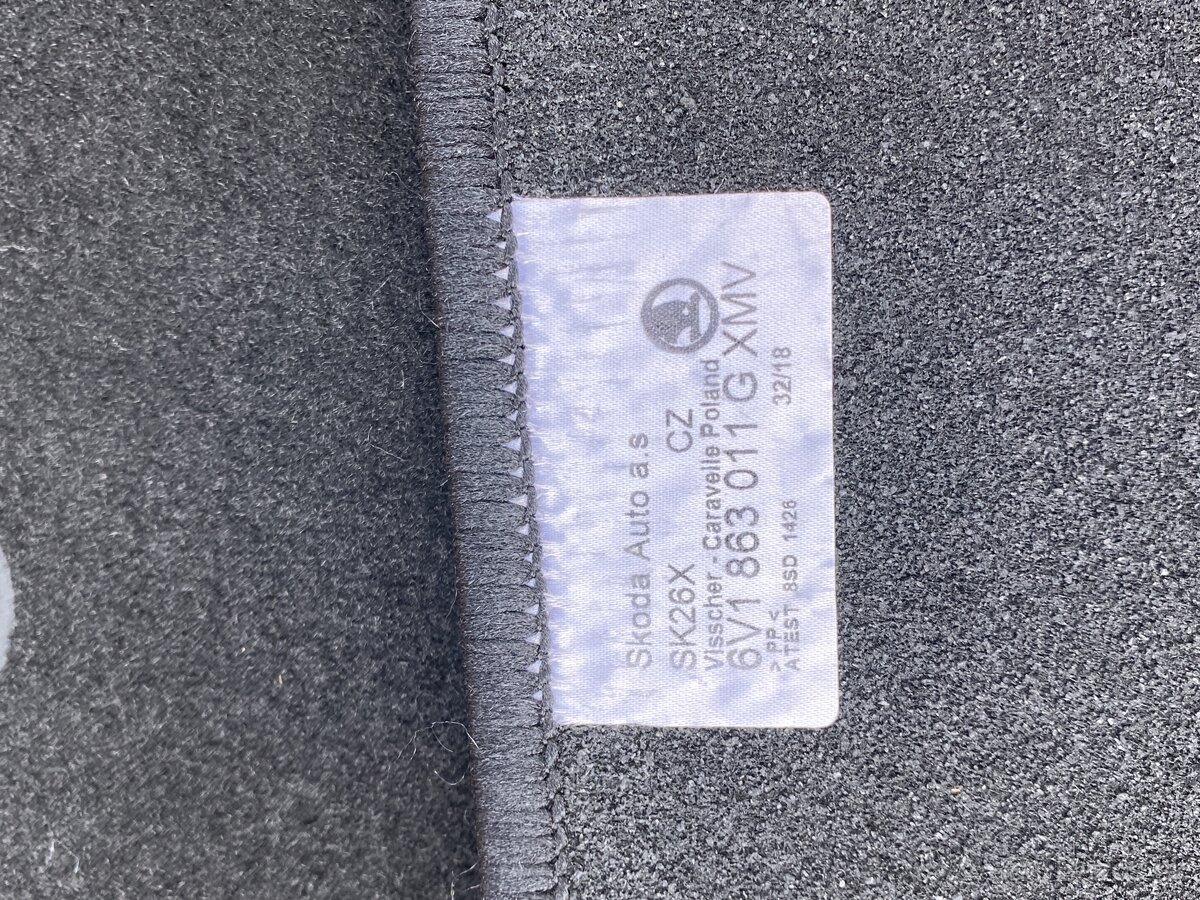 Skoda Auto a.s
SK26X CZ
Visscher - Caravelle Poland
6V1 863 011 G XMV
> PP <
ATEST 8SD 1426 32/18